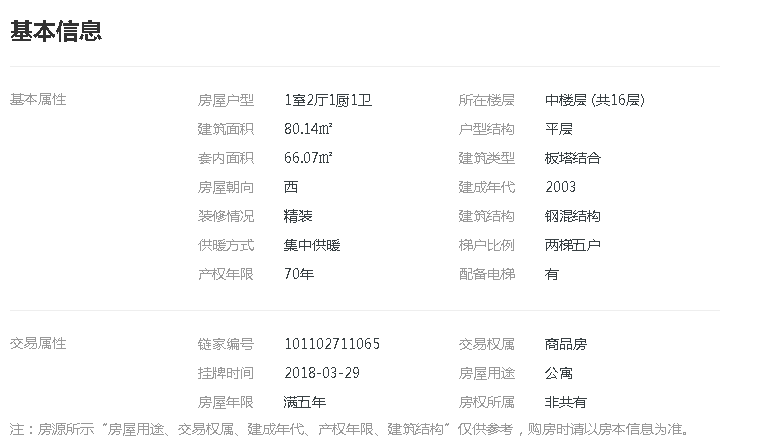 基本信息
基本属性 房屋户型 1室2厅1厨1卫 所在楼层 中楼层 (共16层)
建筑面积 80.14㎡ 户型结构 平层
套内面积 66.07㎡ 建筑类型 板塔结合
房屋朝向 西 建成年代 2003
装修情况 精装 建筑结构 钢混结构
供暖方式 集中供暖 梯户比例 两梯五户
产权年限 70年 配备电梯 有
交易属性 链家编号 101102711065 交易权属 商品房
挂牌时间 2018-03-29 房屋用途 公寓
房屋年限 满五年 房权所属 非共有
注：房源所示“房屋用途、交易权属、建成年代、产权年限、建筑结构”仅供参考，购房时请以房本信息为准。